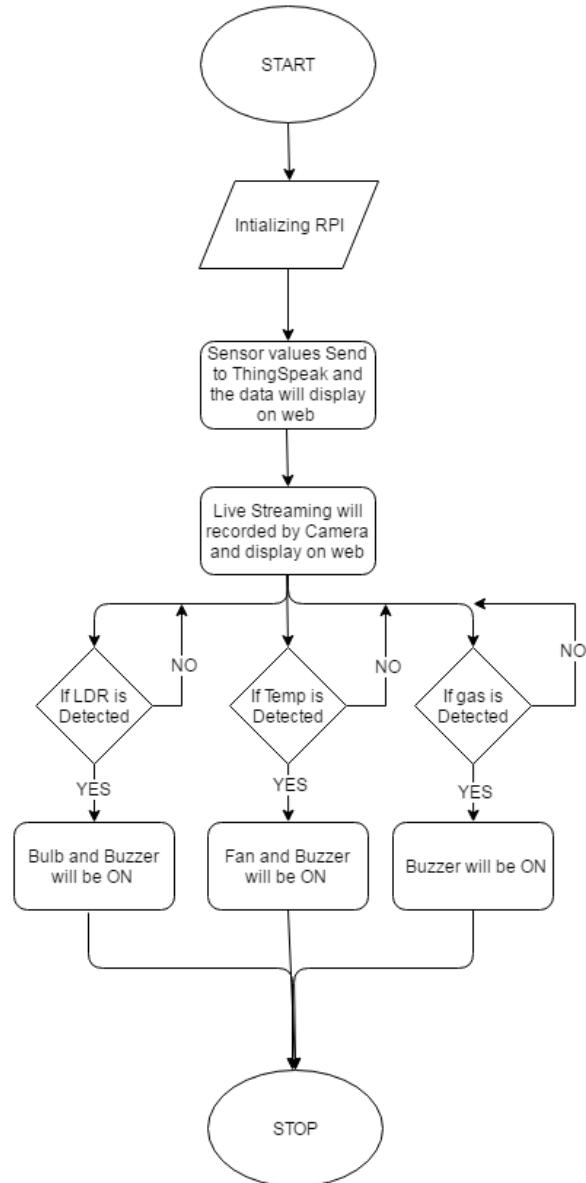 START
Intializing RPI
Sensor values Send
to ThingSpeak and
the data will display
on web
Live Streaming will
recorded by Camera
and display on web
If LDR is
Detected
NO
If Temp is
Detected
NO
If gas is
Detected
NO
YES
YES
YES
Bulb and Buzzer
will be ON
Fan and Buzzer
will be ON
Buzzer will be ON
STOP